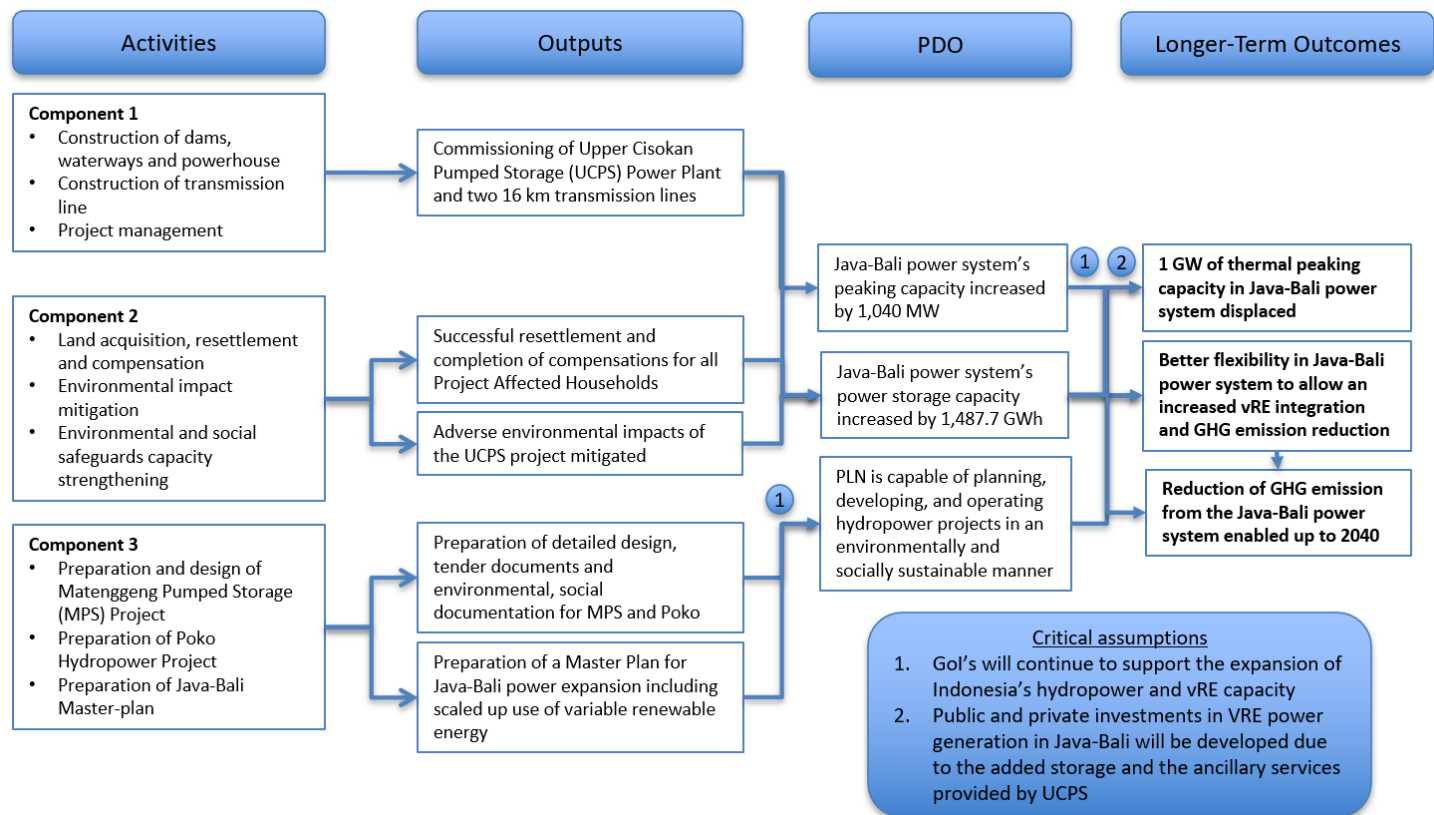 Activities
Outputs
PDO
Longer-Term Outcomes
Component 1
• Construction of dams,
waterways and powerhouse
• Construction of transmission
line
• Project management
Commissioning of Upper Cisokan
Pumped Storage (UCPS) Power Plant
and two 16 km transmission lines
Java-Bali power system's
peaking capacity increased
by 1,040 MW
1
2
1 GW of thermal peaking
capacity in Java-Bali power
system displaced
Component 2
• Land acquisition, resettlement
and compensation
• Environmental impact
mitigation
• Environmental and social
safeguards capacity
strengthening
Successful resettlement and
completion of compensations for all
Project Affected Households
Adverse environmental impacts of
the UCPS project mitigated
Java-Bali power system's
power storage capacity
increased by 1,487.7 GWh
Better flexibility in Java-Bali
power system to allow an
increased vRE integration
and GHG emission reduction
1
PLN is capable of planning,
developing, and operating
hydropower projects in an
environmentally and
socially sustainable manner
Reduction of GHG emission
from the Java-Bali power
system enabled up to 2040
Component 3
• Preparation and design of
Matenggeng Pumped Storage
(MPS) Project
• Preparation of Poko
Hydropower Project
• Preparation of Java-Bali
Master-plan
Preparation of detailed design,
tender documents and
environmental, social
documentation for MPS and Poko
Preparation of a Master Plan for
Java-Bali power expansion including
scaled up use of variable renewable
energy
Critical assumptions
1. GoI's will continue to support the expansion of
Indonesia's hydropower and vRE capacity
2. Public and private investments in VRE power
generation in Java-Bali will be developed due
to the added storage and the ancillary services
provided by UCPS